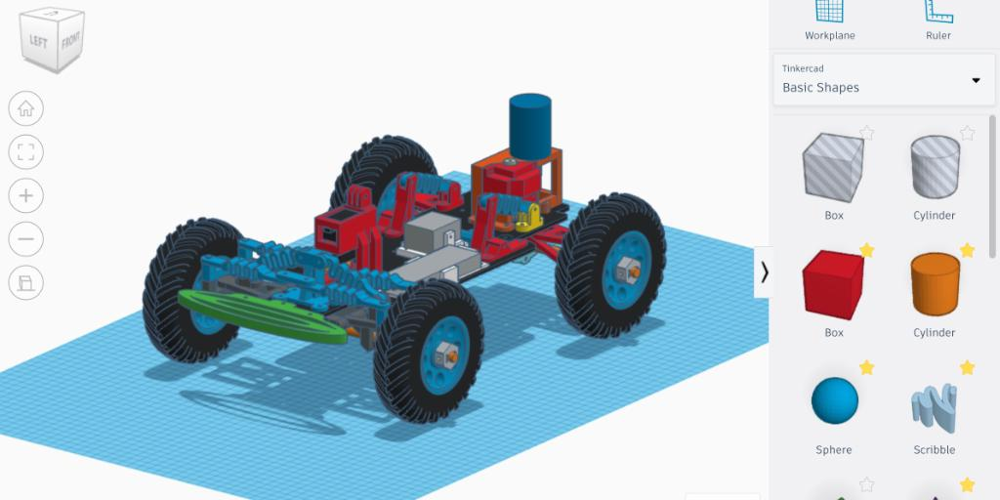 LEFT
FRONT
Workplane
Ruler
Tinkercad
Basic Shapes
Box
Cylinder
Box
Cylinder
Sphere
Scribble